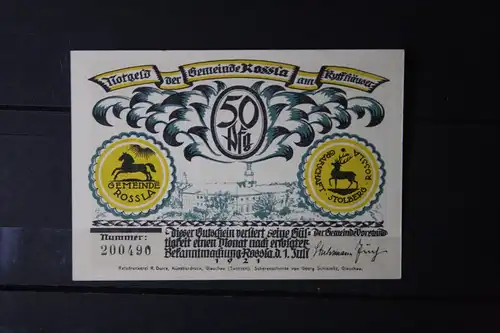 Notgeld der Gemeinde Rossla am Kyffhäuser
50
Pfg
GEMEINDE
ROSSLA
GRAFSCHAFT STOLBERG ROSSLA
Nummer:
200490
Dieser Gutschein verliert seine Gül-
tigkeit einen Monat nach erfolgter
Bekanntmachung. Rossla d. 1. Juli
1921
der Gemeindevorstand